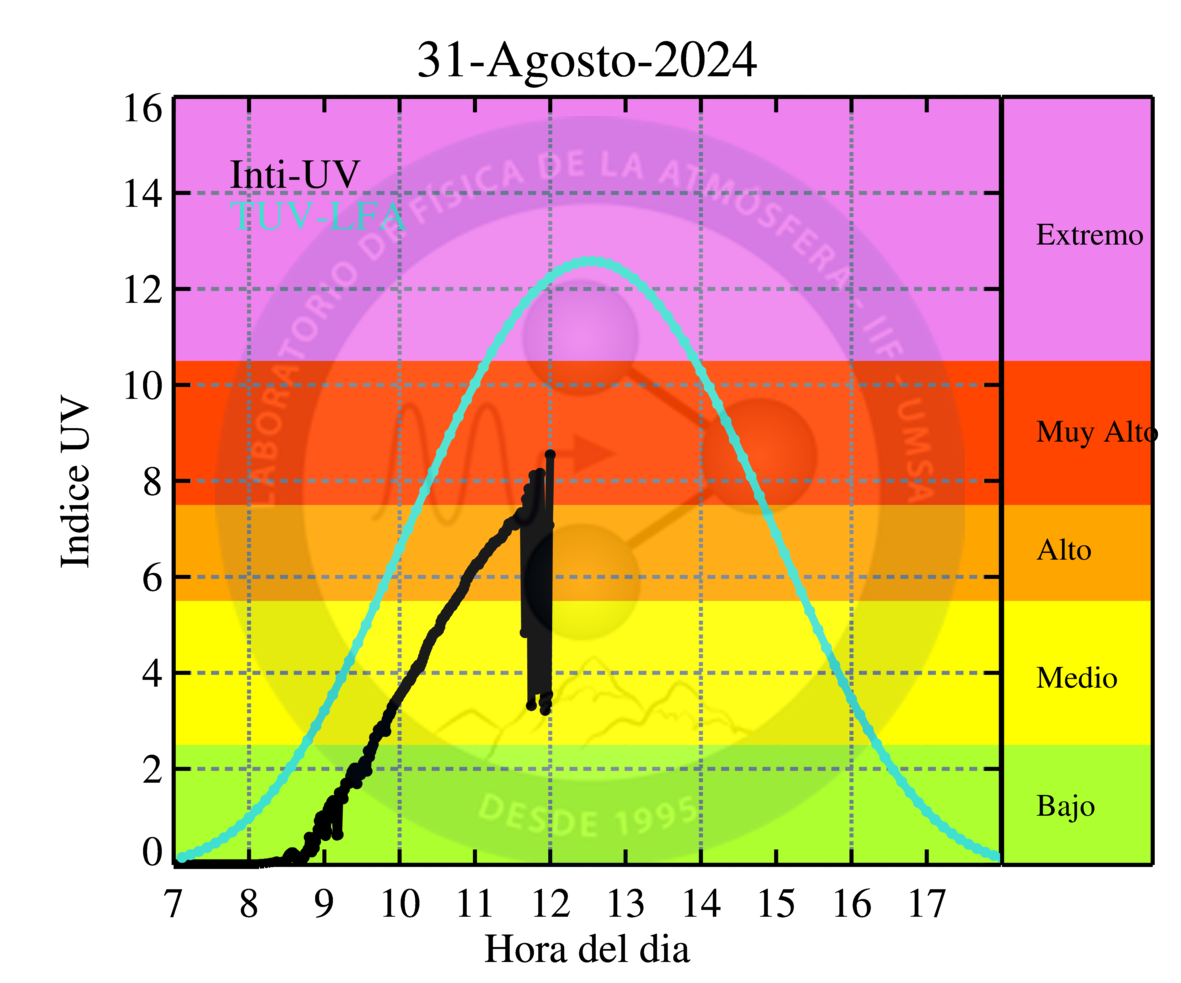 31-Agosto-2024
Inti-UV
TUV-LFA
LABORATORIO DE FÍSICA DE LA ATMÓSFERA - IIF - UMSA
DESDE 1995
Indice UV
16
14
12
10
8
6
4
2
0
Extremo
Muy Alto
Alto
Medio
Bajo
7 8 9 10 11 12 13 14 15 16 17
Hora del dia